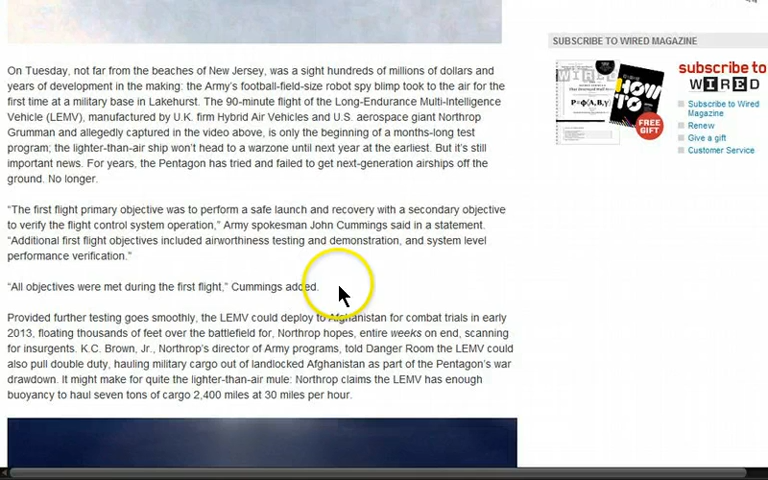 SUBSCRIBE TO WIRED MAGAZINE
On Tuesday, not far from the beaches of New Jersey, was a sight hundreds of millions of dollars and
years of development in the making: the Army's football-field-size robot spy blimp took to the air for the
first time at a military base in Lakehurst. The 90-minute flight of the Long-Endurance Multi-Intelligence
Vehicle (LEMV), manufactured by U.K. firm Hybrid Air Vehicles and U.S. aerospace giant Northrop
Grumman and allegedly captured in the video above, is only the beginning of a months-long test
program; the lighter-than-air ship won't head to a warzone until next year at the earliest. But it's still
important news. For years, the Pentagon has tried and failed to get next-generation airships off the
ground. No longer.
“The first flight primary objective was to perform a safe launch and recovery with a secondary objective
to verify the flight control system operation,” Army spokesman John Cummings said in a statement.
“Additional first flight objectives included airworthiness testing and demonstration, and system level
performance verification.”
“All objectives were met during the first flight,” Cummings added.
Provided further testing goes smoothly, the LEMV could deploy to Afghanistan for combat trials in early
2013, floating thousands of feet over the battlefield for, Northrop hopes, entire weeks on end, scanning
for insurgents. K.C. Brown, Jr., Northrop's director of Army programs, told Danger Room the LEMV could
also pull double duty, hauling military cargo out of landlocked Afghanistan as part of the Pentagon's war
drawdown. It might make for quite the lighter-than-air mule: Northrop claims the LEMV has enough
buoyancy to haul seven tons of cargo 2,400 miles at 30 miles per hour.
WIRED
HOW TO
FREE
GIFT
subscribe to
WIRED
Subscribe to Wired
Magazine
Renew
Give a gift
Customer Service